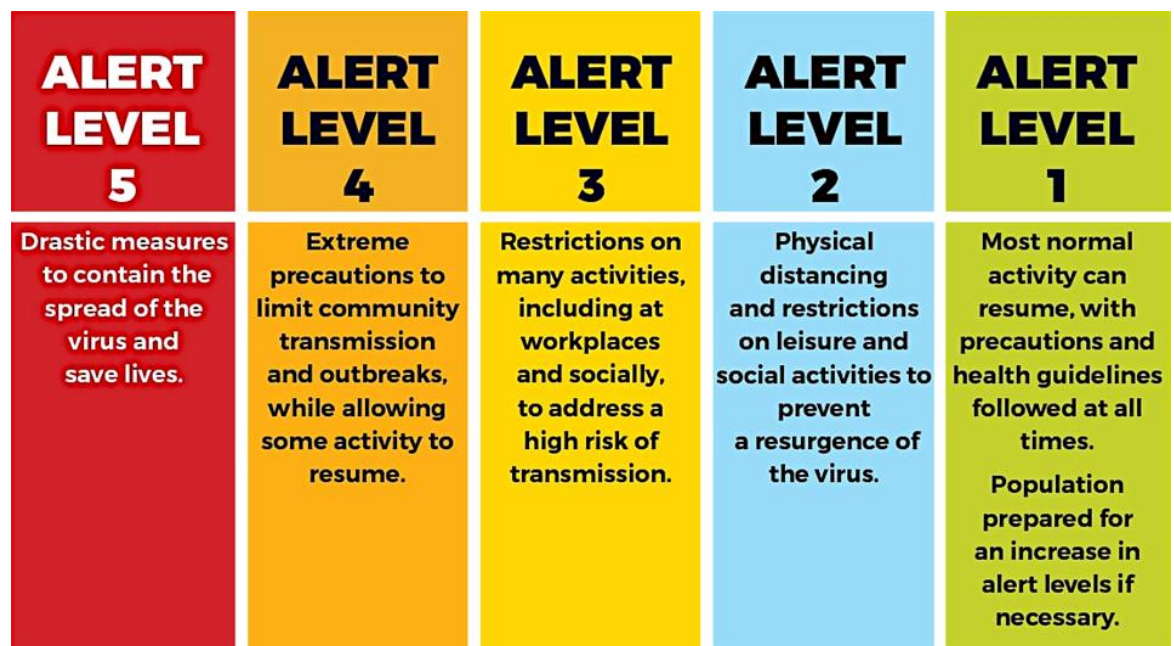 ALERT
LEVEL
5
Drastic measures
to contain the
spread of the
virus and
save lives.
ALERT
LEVEL
4
Extreme
precautions to
limit community
transmission
and outbreaks,
while allowing
some activity to
resume.
ALERT
LEVEL
3
Restrictions on
many activities,
including at
workplaces
and socially,
to address a
high risk of
transmission.
ALERT
LEVEL
2
Physical
distancing
and restrictions
on leisure and
social activities to
prevent
a resurgence of
the virus.
ALERT
LEVEL
1
Most normal
activity can
resume, with
precautions and
health guidelines
followed at all
times.
Population
prepared for
an increase in
alert levels if
necessary.